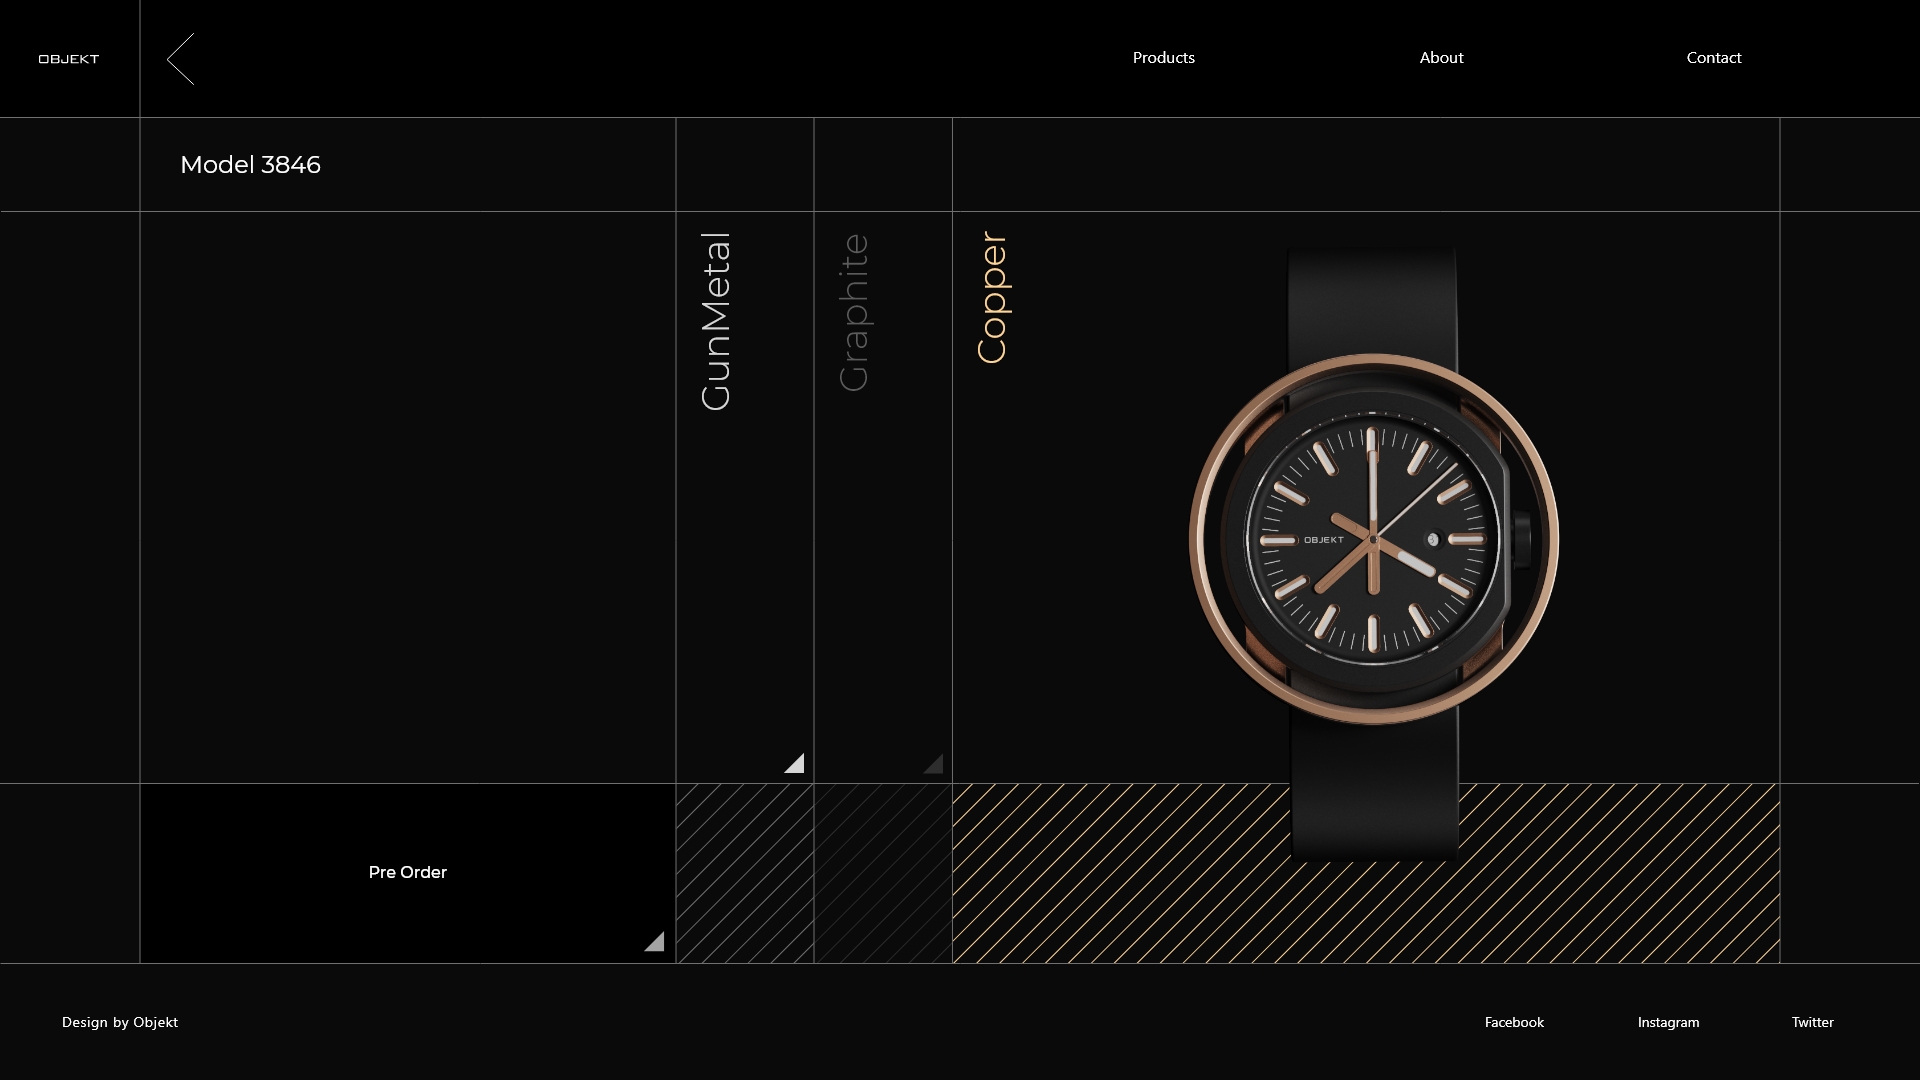 OBJEKT
Products
About
Contact
Model 3846
GunMetal
Graphite
Copper
OBJEKT
Pre Order
Design by Objekt
Facebook
Instagram
Twitter